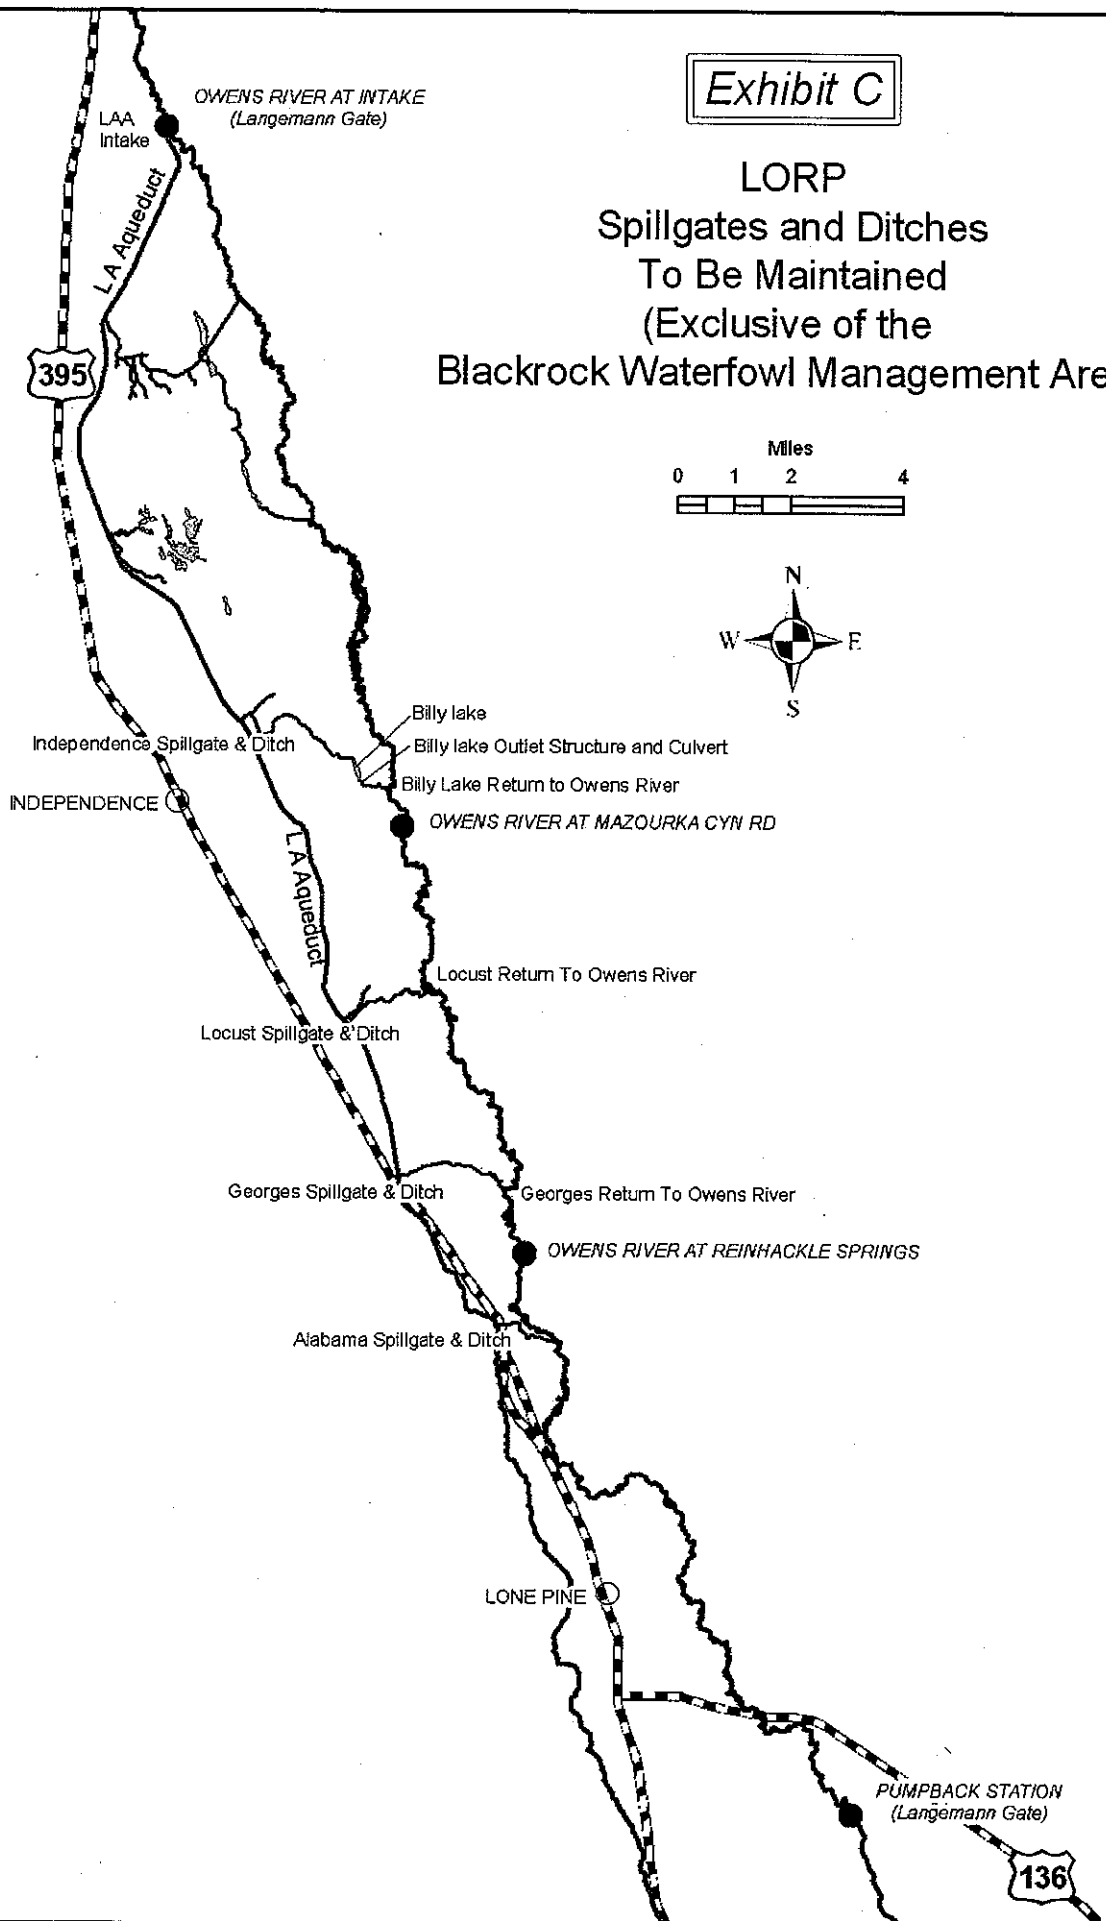 Exhibit C
OWENS RIVER AT INTAKE
(Langemann Gate)
LAA
Intake
LORP
Spillgates and Ditches
To Be Maintained
(Exclusive of the
Blackrock Waterfowl Management Are
L A Aqueduct
395
Miles
0 1 2 4
N
W E
S
Billy lake
Independence Spillgate & Ditch
Billy lake Outlet Structure and Culvert
Billy Lake Return to Owens River
INDEPENDENCE
OWENS RIVER AT MAZOURKA CYN RD
L A Aqueduct
Locust Return To Owens River
Locust Spillgate & Ditch
Georges Spillgate & Ditch
Georges Return To Owens River
OWENS RIVER AT REINHACKLE SPRINGS
Alabama Spillgate & Ditch
LONE PINE
PUMPBACK STATION
(Langemann Gate)
136